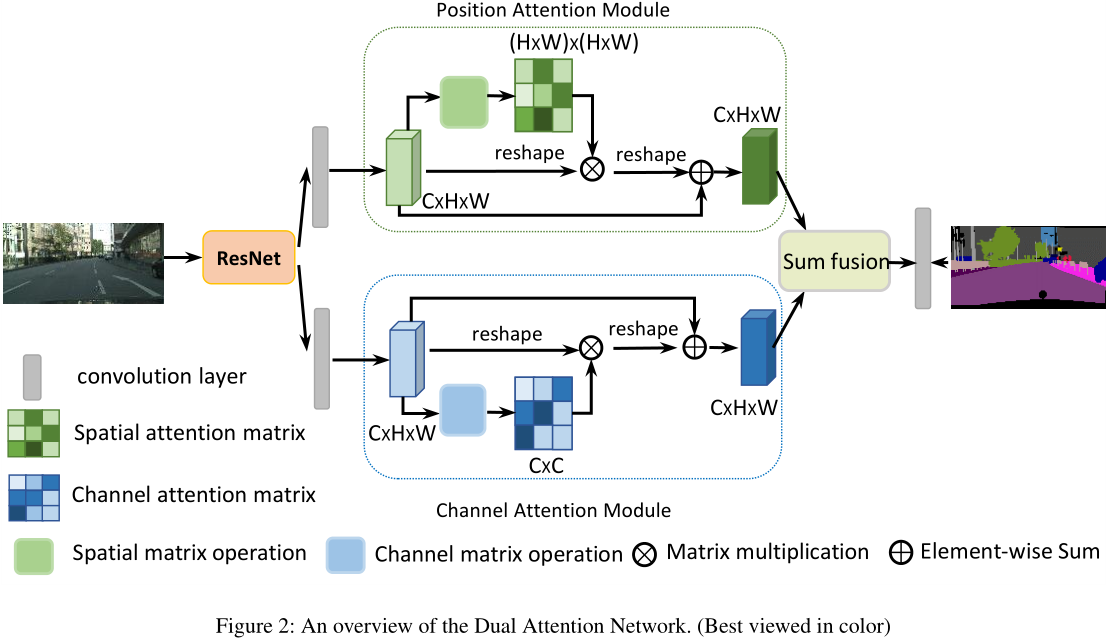 Position Attention Module
(HxW)x(HxW)
CxHxW
reshape
reshape
CxHxW
ResNet
Sum fusion
reshape
reshape
CxHxW
CxHxW
CxC
Channel Attention Module
convolution layer
Spatial attention matrix
Channel attention matrix
Spatial matrix operation
Channel matrix operation
Matrix multiplication
Element-wise Sum
Figure 2: An overview of the Dual Attention Network. (Best viewed in color)